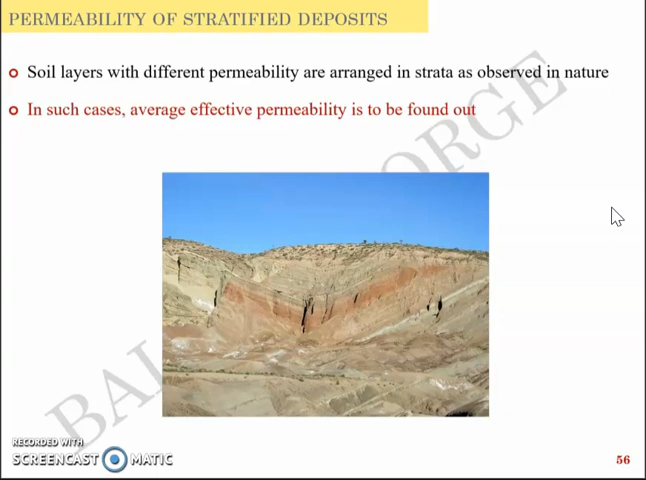 PERMEABILITY OF STRATIFIED DEPOSITS
Soil layers with different permeability are arranged in strata as observed in nature
In such cases, average effective permeability is to be found out
RECORDED WITH
SCREENCAST MATIC
56